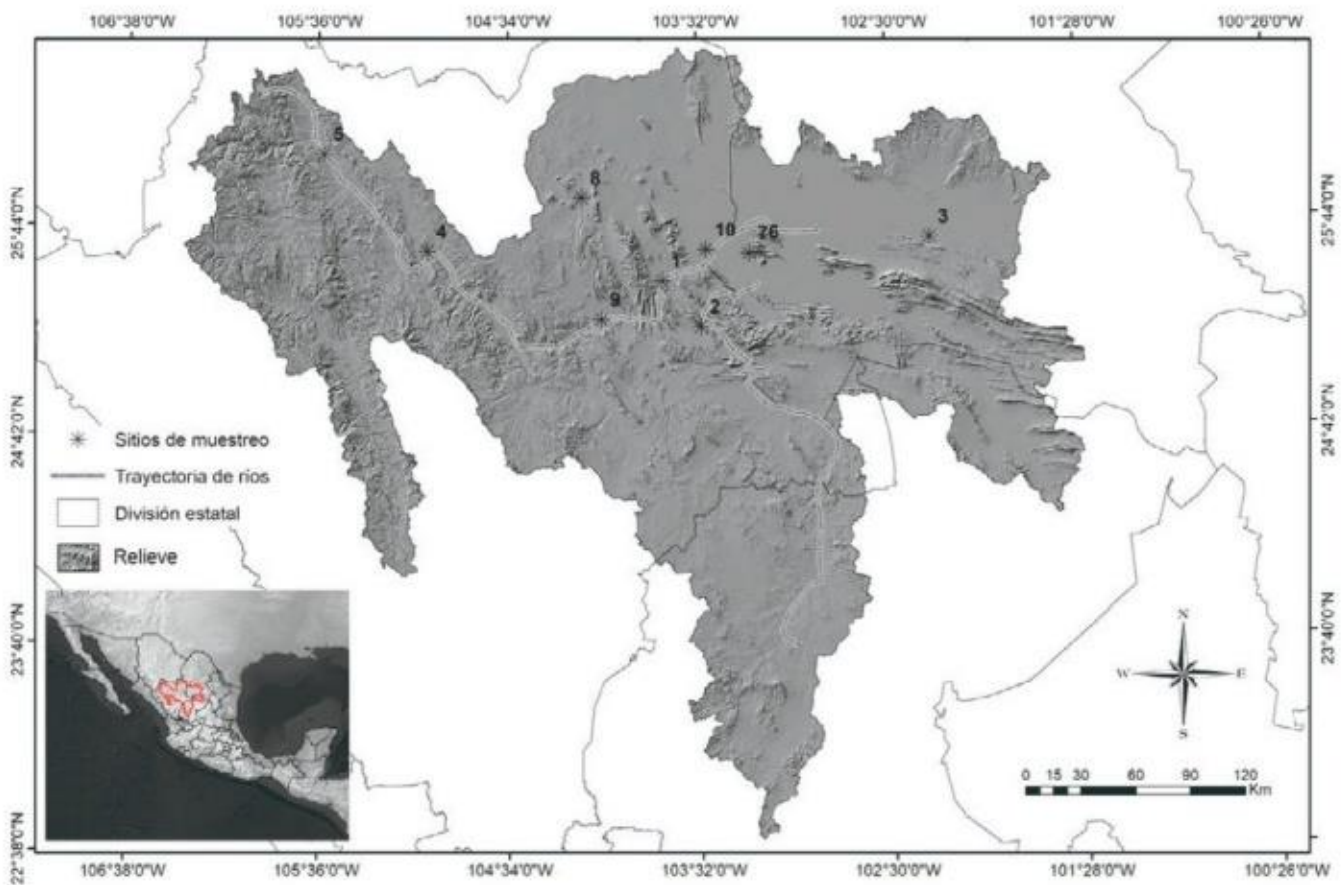 106°38'0"W 105°36'0"W 104°34'0"W 103°32'0"W 102°30'0"W 101°28'0"W 100°26'0"W
5
8
3
4
10 76
1
9
2
25°44'0"N
25°44'0"N
24°42'0"N
24°42'0"N
23°40'0"N
23°40'0"N
22°38'0"N
Sitios de muestreo
Trayectoria de ríos
División estatal
Relieve
N
W E
S
0 15 30 60 90 120
Km
106°38'0"W 105°36'0"W 104°34'0"W 103°32'0"W 102°30'0"W 101°28'0"W 100°26'0"W